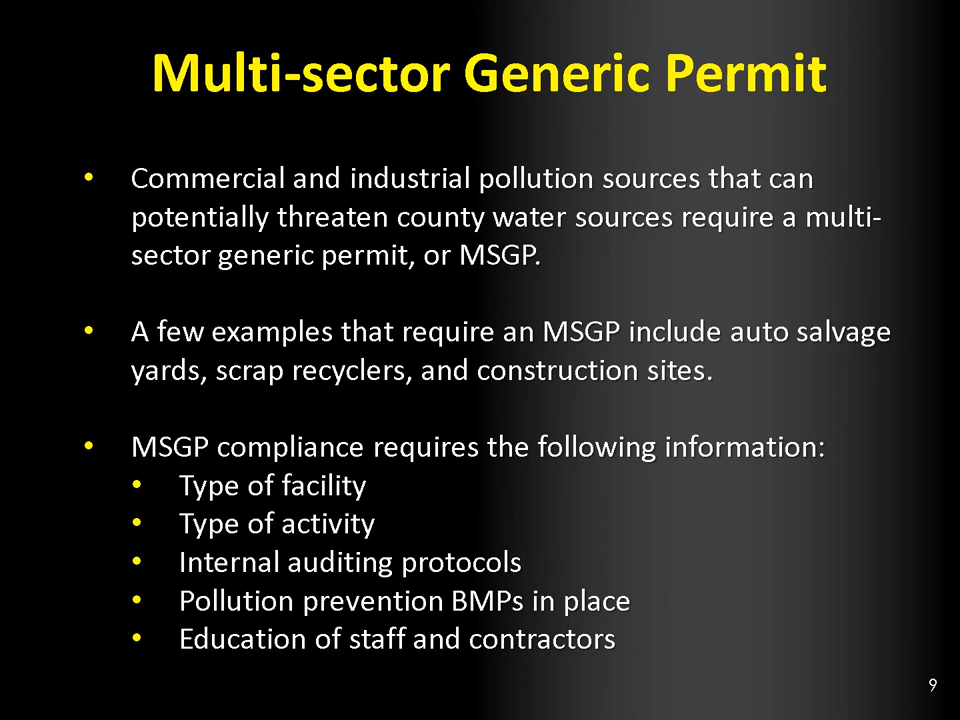 Multi-sector Generic Permit
• Commercial and industrial pollution sources that can
potentially threaten county water sources require a multi-
sector generic permit, or MSGP.
• A few examples that require an MSGP include auto salvage
yards, scrap recyclers, and construction sites.
• MSGP compliance requires the following information:
• Type of facility
• Type of activity
• Internal auditing protocols
• Pollution prevention BMPs in place
• Education of staff and contractors
9